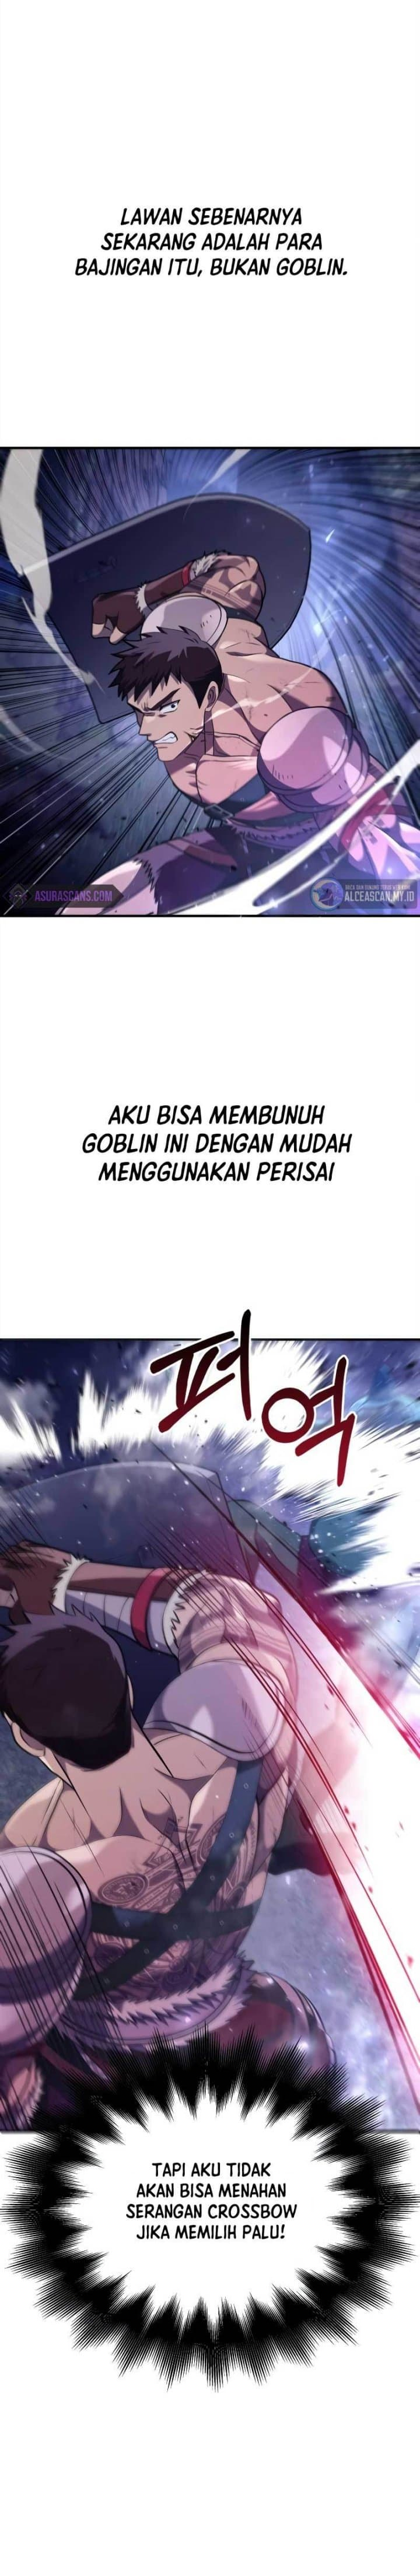 LAWAN SEBENARNYA
SEKARANG ADALAH PARA
BAJINGAN ITU, BUKAN GOBLIN.
ASURASCANS.COM
ALCEASCAN.MY.ID
AKU BISA MEMBUNUH
GOBLIN INI DENGAN MUDAH
MENGGUNAKAN PERISAI
퍼억
TAPI AKU TIDAK
AKAN BISA MENAHAN
SERANGAN CROSSBOW
JIKA MEMILIH PALU!